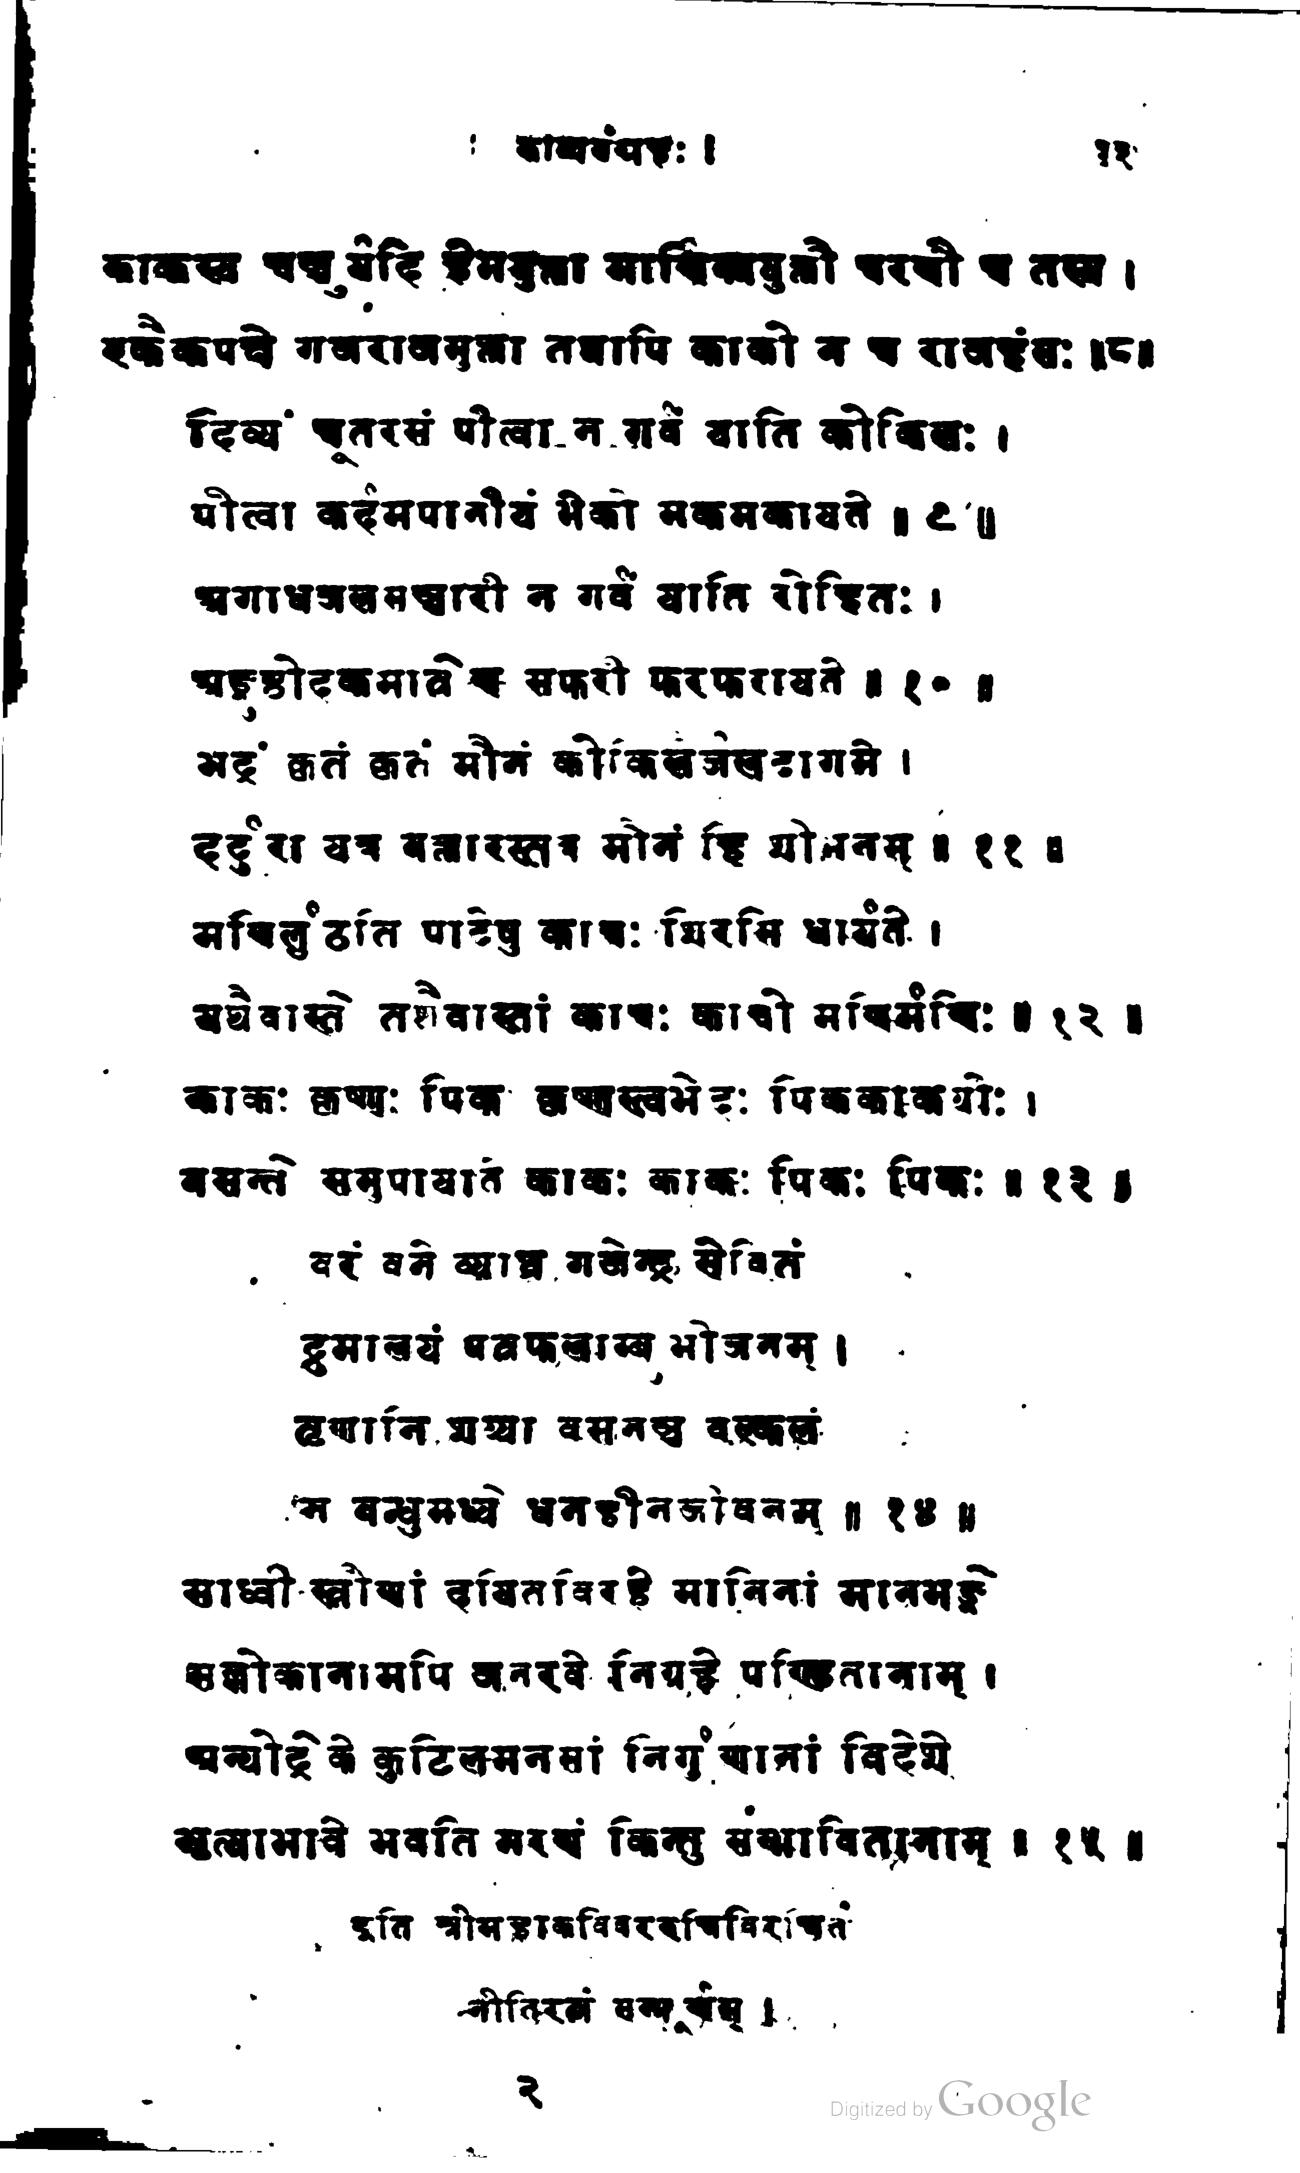 काव्यसंग्रहः ।
काकस्य चञ्चुर्यदि हेमयुक्ता माणिक्ययुक्तौ चरणौ च तस्य ।
एकैकपक्षे गजराजमुक्ता तथापि काको न च राजहंसः ॥८॥
दिव्यं चूतरसं पीत्वा न गर्वं याति कोकिलः ।
पीत्वा कर्द्दमपानीयं भेको मकमकायते ॥ ९ ॥
अगाधजलसञ्चारी न गर्वं याति रोहितः ।
अङ्गुष्ठोदकमात्रेण सफरी फरफरायते ॥ १० ॥
भद्रं कृतं कृतं मौनं कोकिलैर्जलदागमे ।
दर्दुरा यत्र वक्तारस्तत्र मौनं हि शोभनम् ॥ ११ ॥
मणिर्लुठति पादेषु काचः शिरसि धार्यते ।
यथैवास्ते तथैवास्तां काचः काचो मणिर्मणिः ॥ १२ ॥
काकः कृष्णः पिकः कृष्णस्त्वभेदः पिककाकयोः ।
वसन्ते समुपायाते काकः काकः पिकः पिकः ॥ १३ ॥
वरं वने व्याघ्रगजेन्द्रसेवितं
द्रुमालयं पत्रफलाम्बुभोजनम् ।
तृणानि शय्या वसनञ्च वल्कलं
न बन्धुमध्ये धनहीनजीवनम् ॥ १४ ॥
साध्वीस्त्रीणां दयितविरहे मानिनां मानभङ्गे
सल्लोकानामपि जनरवे निग्रहे पण्डितानाम् ।
अन्योद्रेके कुटिलमनसां निर्गुणानां विदेशे
भृत्याभावे भवति मरणं किन्तु संभावितानाम् ॥ १५ ॥
इति श्रीमहाकविवररुचिविरचितं
नीतिरत्नं सम्पूर्णम् ।
२
Digitized by Google